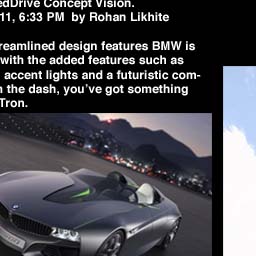 edDrive Concept Vision.
11, 6:33 PM by Rohan Likhite
reamlined design features BMW is
with the added features such as
accent lights and a futuristic com-
n the dash, you've got something
Tron.